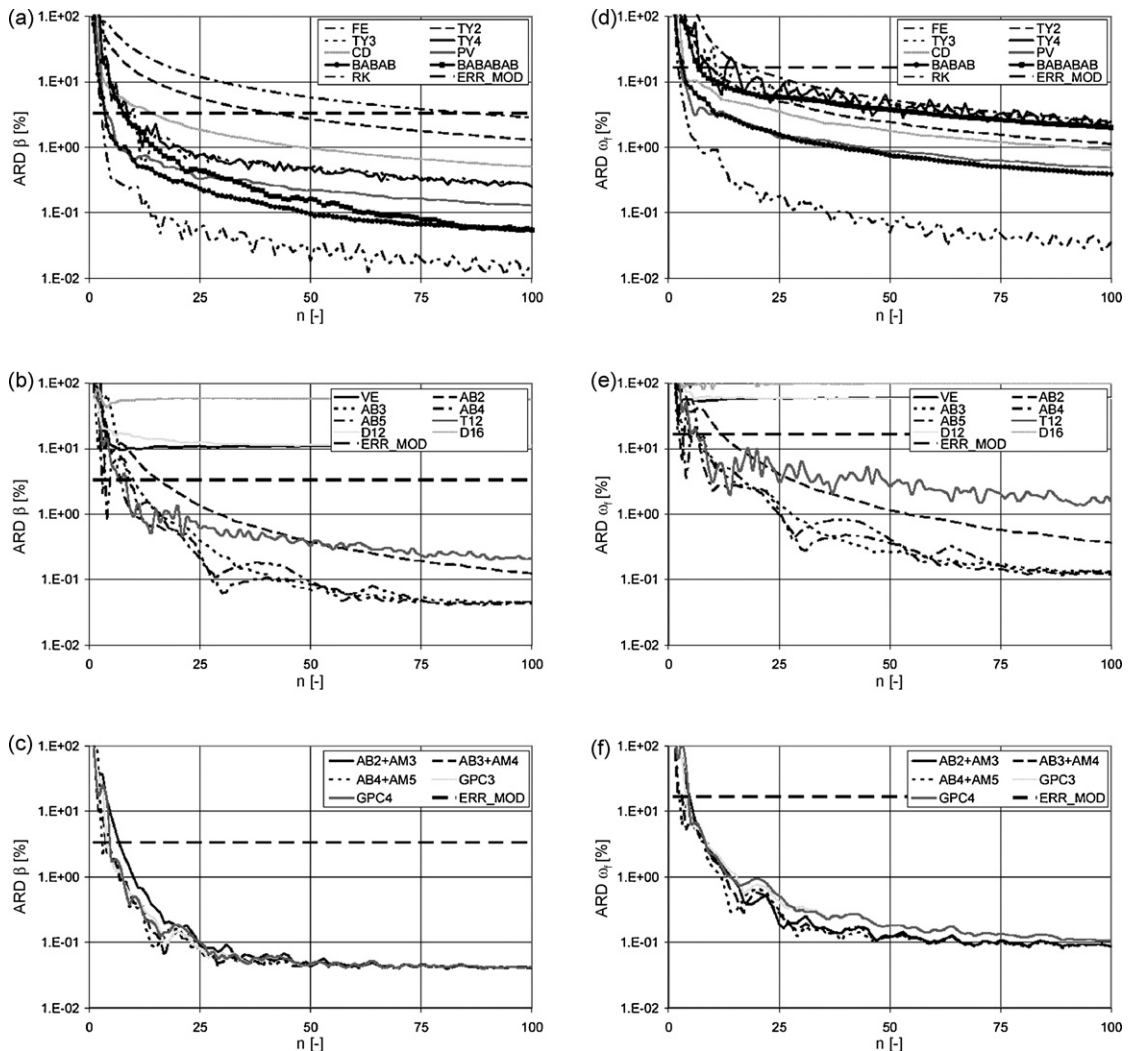 (a)
1.E+02
1.E+01
1.E+00
1.E-01
1.E-02
ARD β [%]
0 25 50 75 100
n [-]
FE TY2
TY3 TY4
CD PV
BABAB BABABAB
RK ERR_MOD
(d)
1.E+02
1.E+01
1.E+00
1.E-01
1.E-02
ARD ωf [%]
0 25 50 75 100
n [-]
FE TY2
TY3 TY4
CD PV
BABAB BABABAB
RK ERR_MOD
(b)
1.E+02
1.E+01
1.E+00
1.E-01
1.E-02
ARD β [%]
0 25 50 75 100
n [-]
VE AB2
AB3 AB4
AB5 T12
D12 D16
ERR_MOD
(e)
1.E+02
1.E+01
1.E+00
1.E-01
1.E-02
ARD ωf [%]
0 25 50 75 100
n [-]
VE AB2
AB3 AB4
AB5 T12
D12 D16
ERR_MOD
(c)
1.E+02
1.E+01
1.E+00
1.E-01
1.E-02
ARD β [%]
0 25 50 75 100
n [-]
AB2+AM3 AB3+AM4
AB4+AM5 GPC3
GPC4 ERR_MOD
(f)
1.E+02
1.E+01
1.E+00
1.E-01
1.E-02
ARD ωf [%]
0 25 50 75 100
n [-]
AB2+AM3 AB3+AM4
AB4+AM5 GPC3
GPC4 ERR_MOD